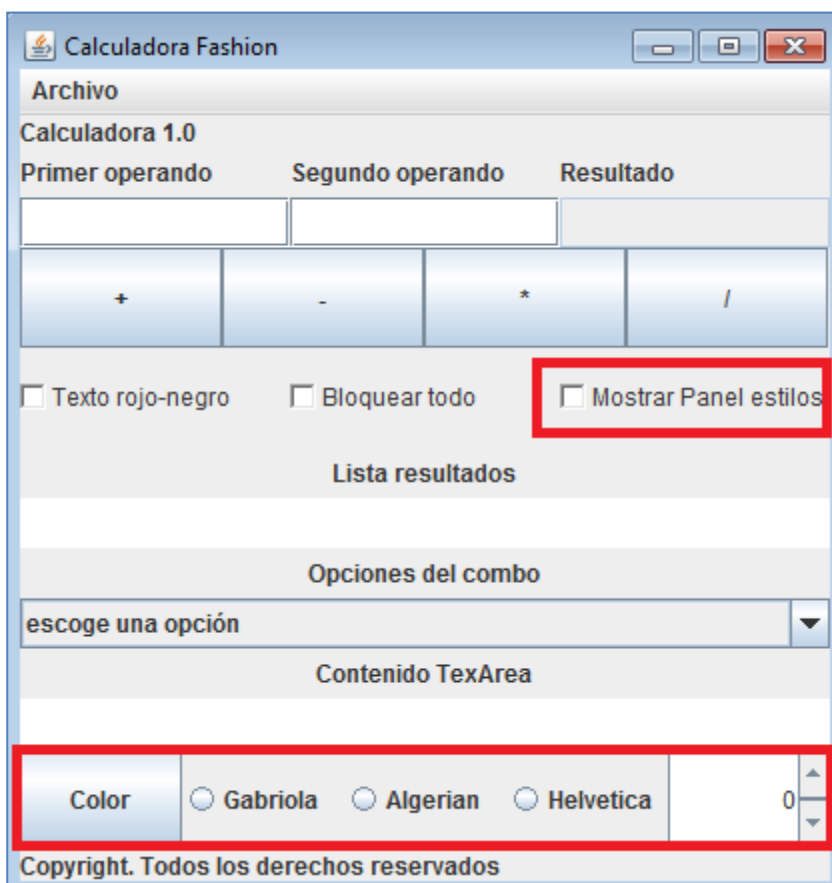 Calculadora Fashion
Archivo
Calculadora 1.0
Primer operando Segundo operando Resultado
+ - * /
Texto rojo-negro Bloquear todo Mostrar Panel estilos
Lista resultados
Opciones del combo
escoge una opción
Contenido TexArea
Color Gabriola Algerian Helvetica 0
Copyright. Todos los derechos reservados